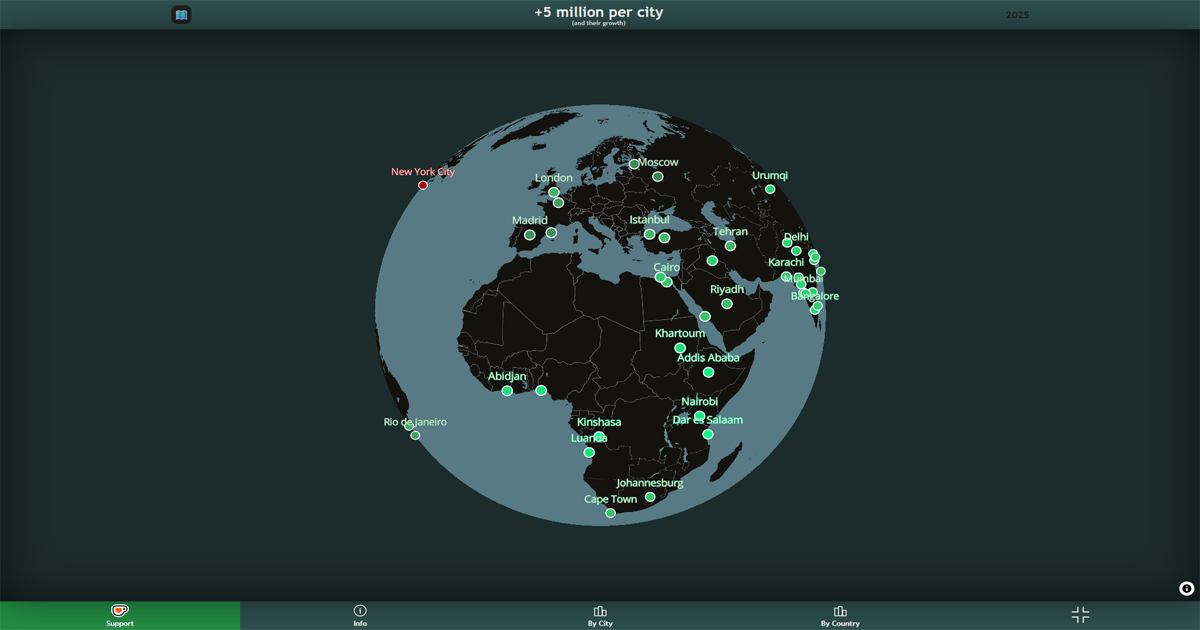 +5 million per city
(and their growth)
2025
New York City
Moscow
London
Urumqi
Madrid
Istanbul
Tehran
Delhi
Cairo
Karachi
Mumbai
Riyadh
Bangalore
Khartoum
Addis Ababa
Abidjan
Nairobi
Rio de Janeiro
Kinshasa
Dar es Salaam
Luanda
Johannesburg
Cape Town
Support
Info
By City
By Country